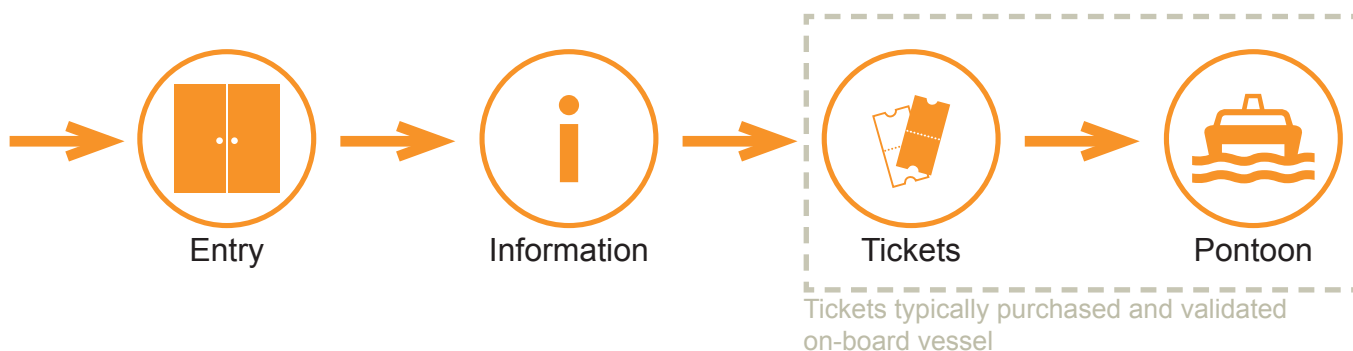 Entry
Information
Tickets
Pontoon
Tickets typically purchased and validated
on-board vessel